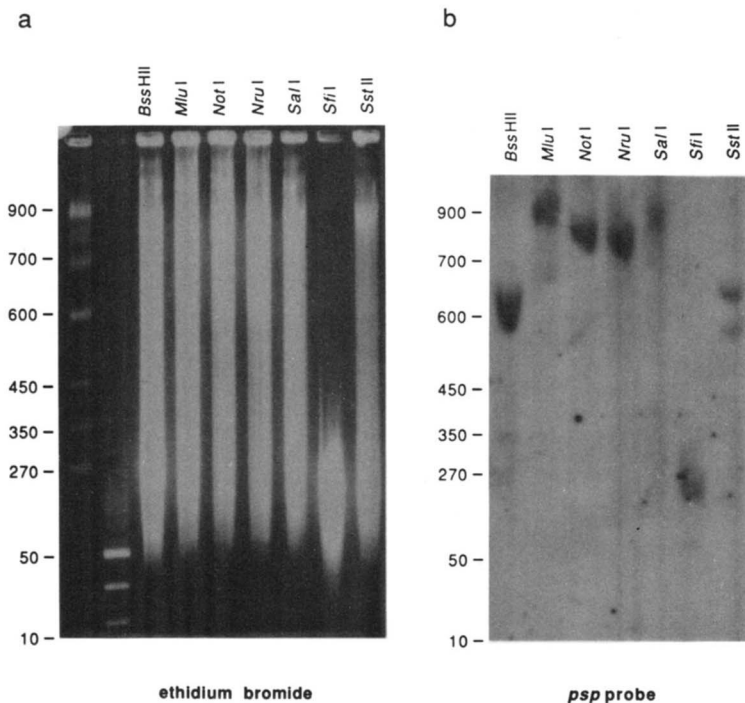 a
BssHII
MluI
NotI
NruI
SalI
SfiI
SstII
900
700
600
450
350
270
50
10
ethidium bromide
b
BssHII
MluI
NotI
NruI
SalI
SfiI
SstII
900
700
600
450
350
270
50
10
psp probe